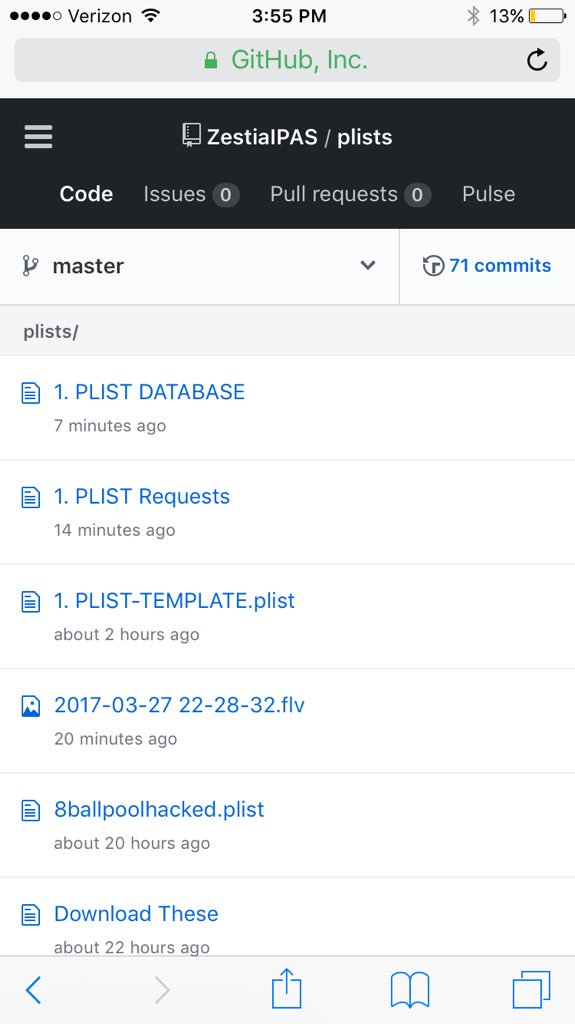 Verizon 3:55 PM 13%
GitHub, Inc.
ZestiaIPAS / plists
Code Issues 0 Pull requests 0 Pulse
master 71 commits
plists/
1. PLIST DATABASE
7 minutes ago
1. PLIST Requests
14 minutes ago
1. PLIST-TEMPLATE.plist
about 2 hours ago
2017-03-27 22-28-32.flv
20 minutes ago
8ballpoolhacked.plist
about 20 hours ago
Download These
about 22 hours ago